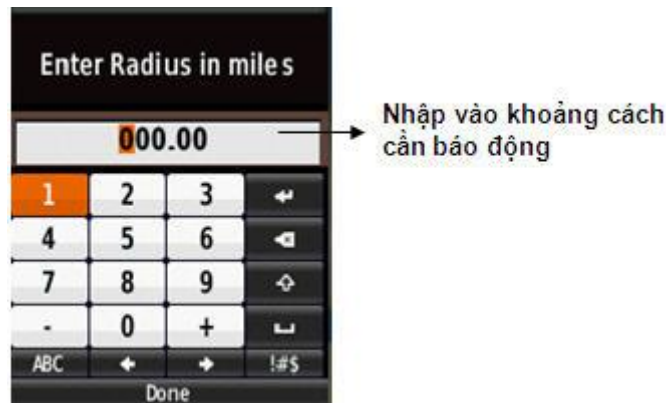 Enter Radius in miles
000.00
Nhập vào khoảng cách
cần báo động
1 2 3
4 5 6
7 8 9
- 0 +
ABC !#$
Done